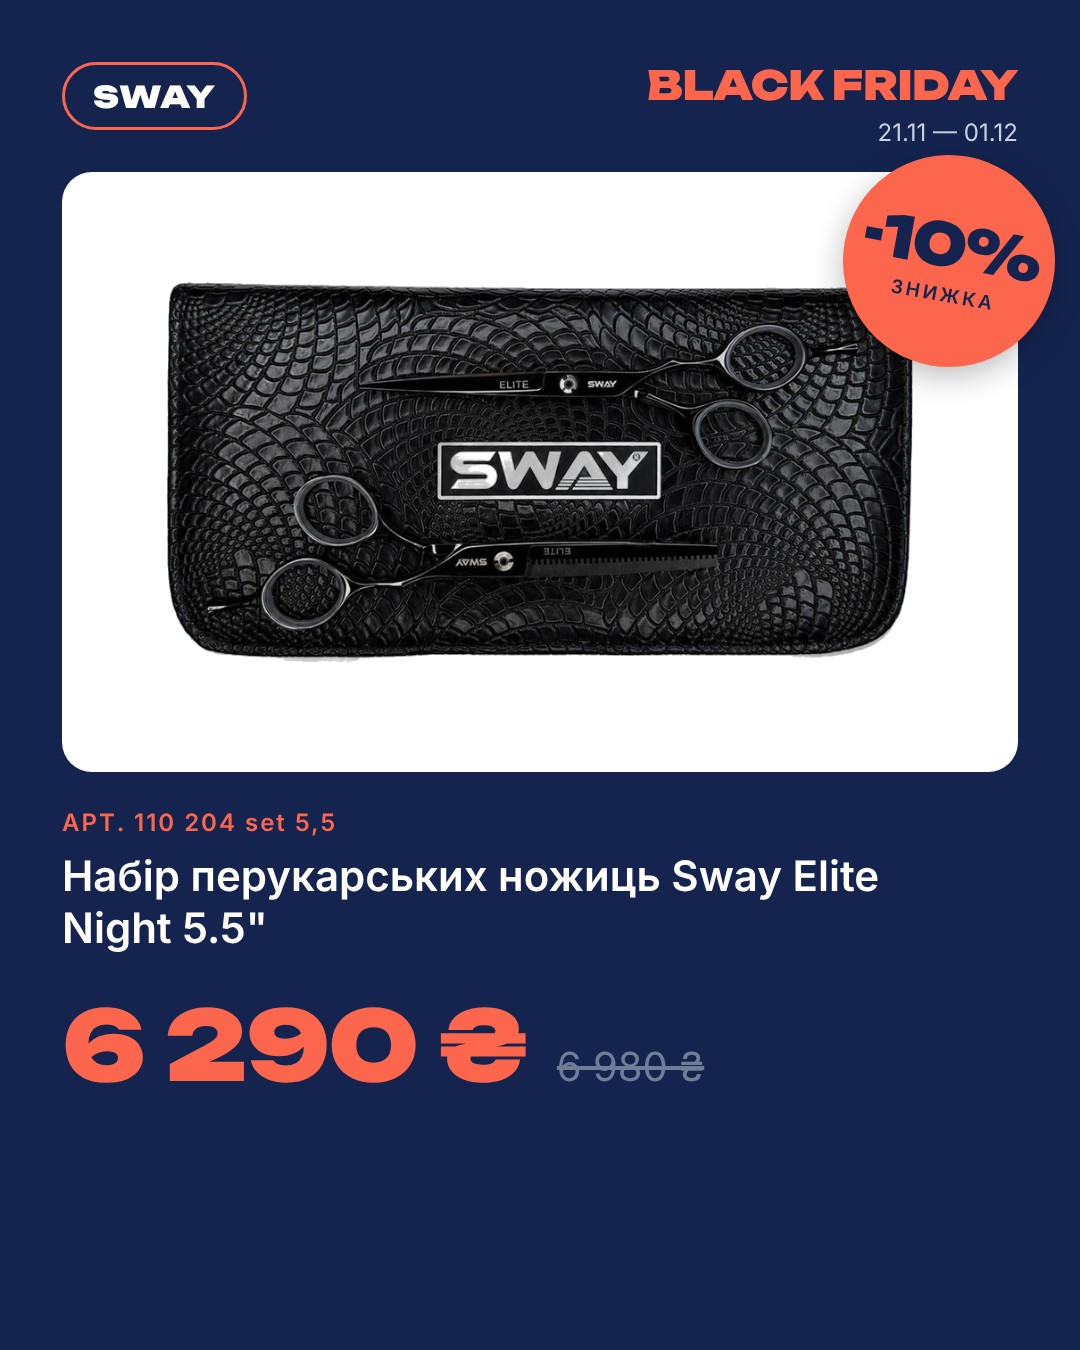 SWAY
BLACK FRIDAY
21.11 — 01.12
-10%
ЗНИЖКА
ELITE SWAY
SWAY
SWAY ELITE
АРТ. 110 204 set 5,5
Набір перукарських ножиць Sway Elite
Night 5.5"
6 290 ₴ 6 980 ₴